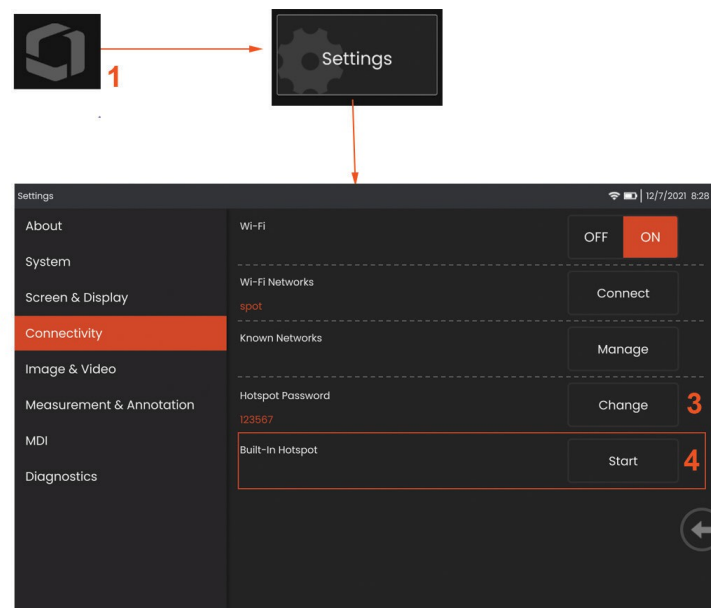 1
Settings
Settings
12/7/2021 8:28
About
System
Screen & Display
Connectivity
Image & Video
Measurement & Annotation
MDI
Diagnostics
Wi-Fi
OFF ON
Wi-Fi Networks
spot
Connect
Known Networks
Manage
Hotspot Password
123567
Change
3
Built-In Hotspot
Start
4